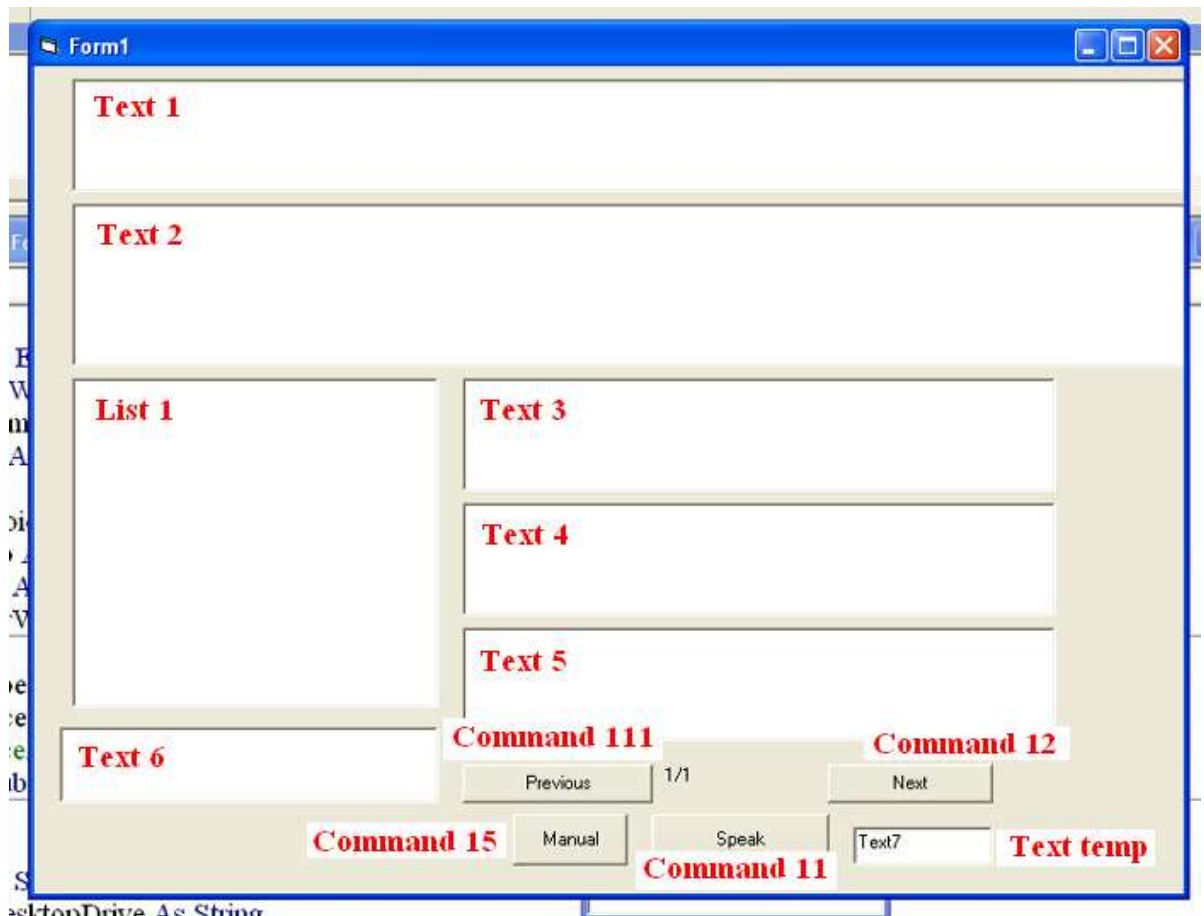 Form1
Text 1
Text 2
List 1
Text 3
Text 4
Text 5
Text 6
Command 111
Command 12
Previous
1/1
Next
Command 15
Manual
Speak
Text7
Text temp
Command 11
As String